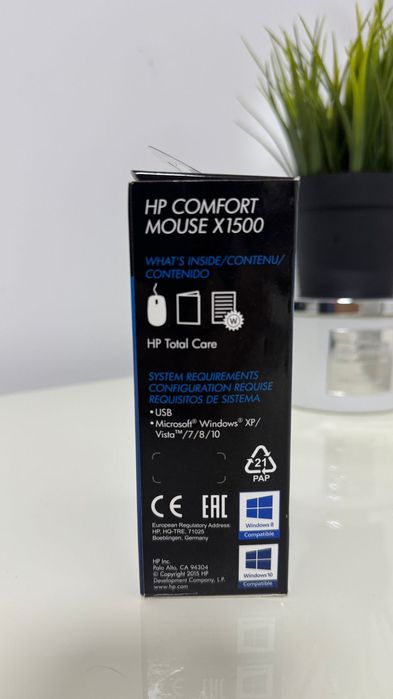 HP COMFORT
MOUSE X1500
WHAT'S INSIDE/CONTENU/
CONTENIDO
W
HP Total Care
SYSTEM REQUIREMENTS
CONFIGURATION REQUISE
REQUISITOS DE SISTEMA
• USB
• Microsoft® Windows® XP/
Vista™/7/8/10
21
PAP
CE EAC
European Regulatory Address:
HP, HQ-TRE, 71025
Boeblingen, Germany
Windows 8
Compatible
HP Inc.
Palo Alto, CA 94304
© Copyright 2015 HP
Development Company, L.P.
www.hp.com
Windows 10
Compatible